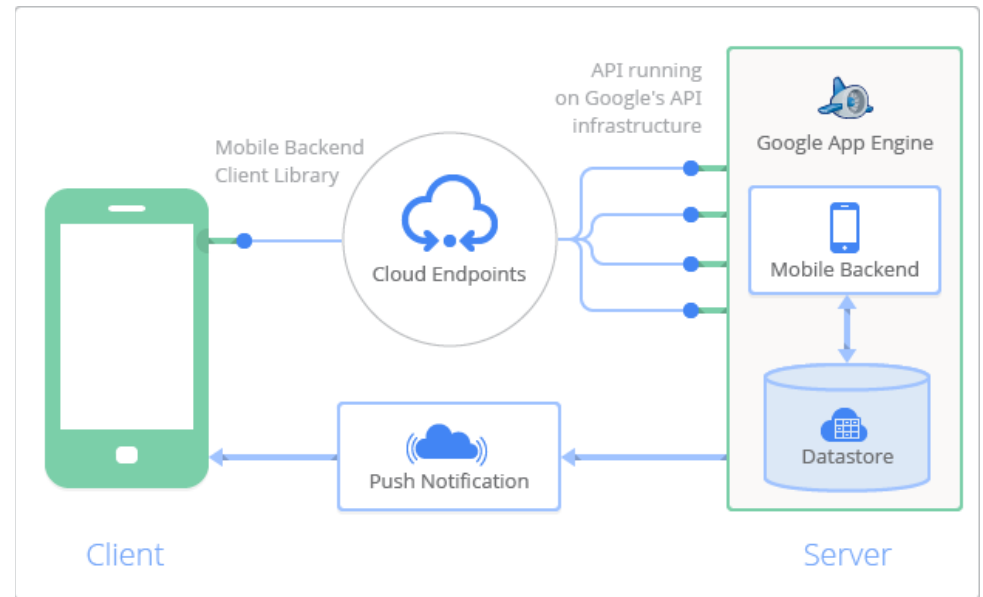 API running
on Google's API
infrastructure
Google App Engine
Mobile Backend
Client Library
Cloud Endpoints
Mobile Backend
Push Notification
Datastore
Client
Server